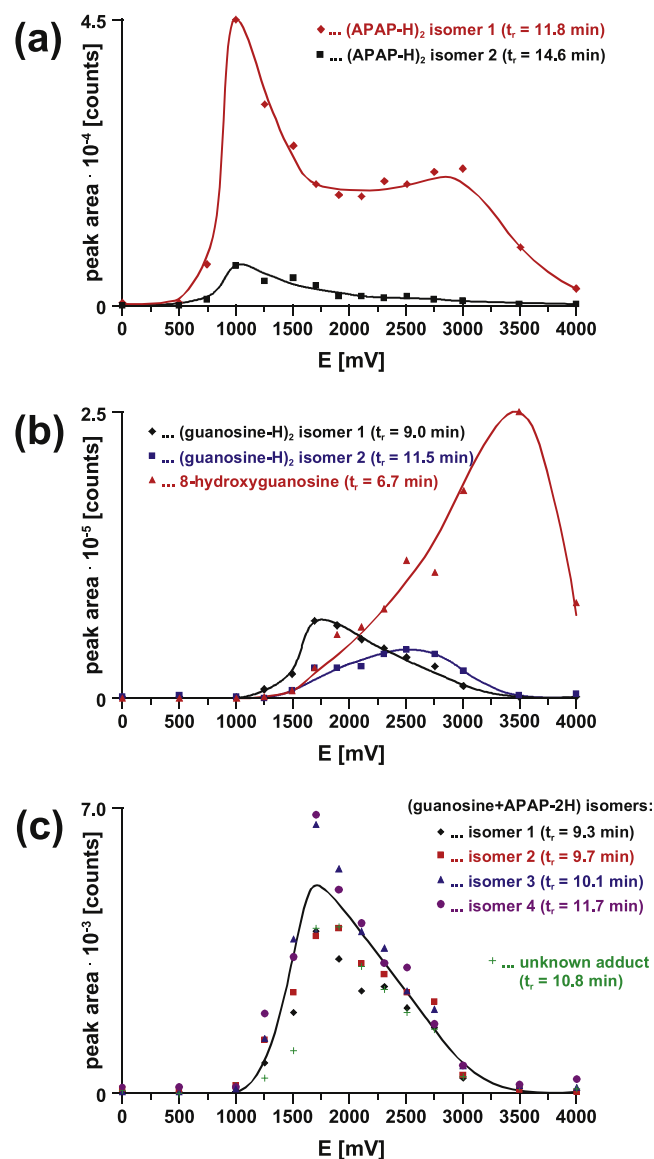 (a)
4.5
... (APAP-H)₂ isomer 1 (tᵣ = 11.8 min)
... (APAP-H)₂ isomer 2 (tᵣ = 14.6 min)
peak area · 10⁻⁴ [counts]
0
0 500 1000 1500 2000 2500 3000 3500 4000
E [mV]
(b)
2.5
... (guanosine-H)₂ isomer 1 (tᵣ = 9.0 min)
... (guanosine-H)₂ isomer 2 (tᵣ = 11.5 min)
... 8-hydroxyguanosine (tᵣ = 6.7 min)
peak area · 10⁻⁵ [counts]
0
0 500 1000 1500 2000 2500 3000 3500 4000
E [mV]
(c)
7.0
(guanosine+APAP-2H) isomers:
... isomer 1 (tᵣ = 9.3 min)
... isomer 2 (tᵣ = 9.7 min)
... isomer 3 (tᵣ = 10.1 min)
... isomer 4 (tᵣ = 11.7 min)
... unknown adduct
(tᵣ = 10.8 min)
peak area · 10⁻³ [counts]
0
0 500 1000 1500 2000 2500 3000 3500 4000
E [mV]